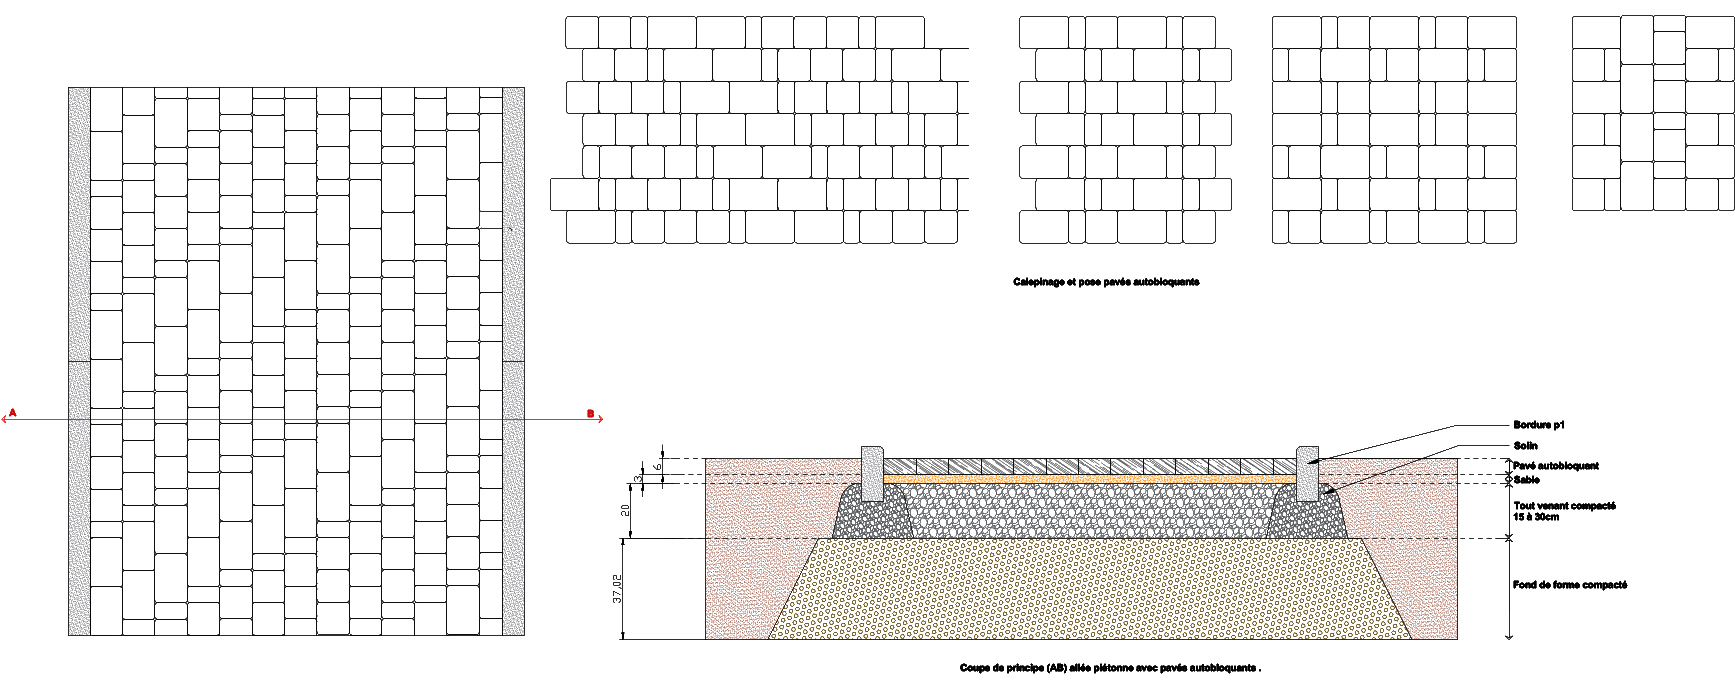 Calepinage et pose pavés autobloquants
A
B
Bordure p1
Solin
Pavé autobloquant
Sable
Tout venant compacté
15 à 30cm
Fond de forme compacté
6
3
20
37,02
Coupe de principe (AB) allée piétonne avec pavés autobloquants .